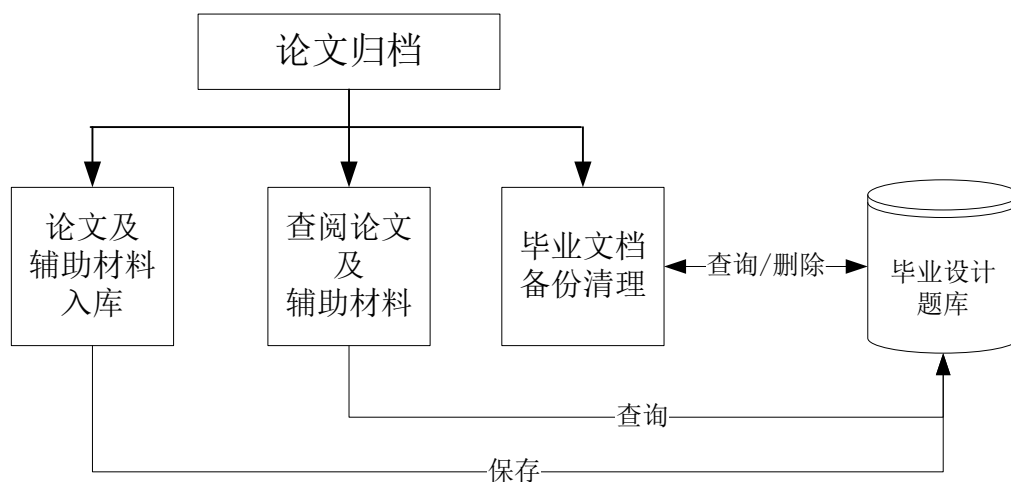 论文归档
论文及
辅助材料
入库
查阅论文
及
辅助材料
毕业文档
备份清理
查询/删除
毕业设计
题库
查询
保存